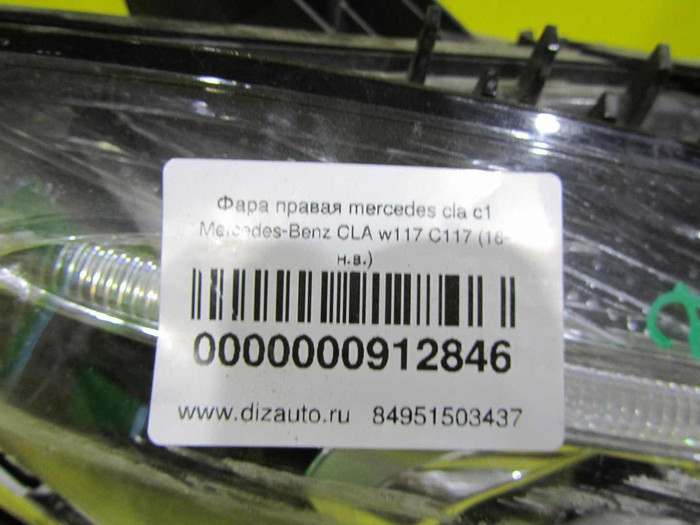 Фара правая mercedes cla c1
Mercedes-Benz CLA w117 C117 (16-
н.в.)
0000000912846
www.dizauto.ru 84951503437